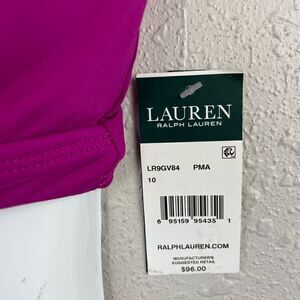 LAUREN
RALPH LAUREN
LR9GV84 PMA
10
6 95159 95435 1
RALPHLAUREN.COM
MANUFACTURER'S
SUGGESTED RETAIL
$96.00